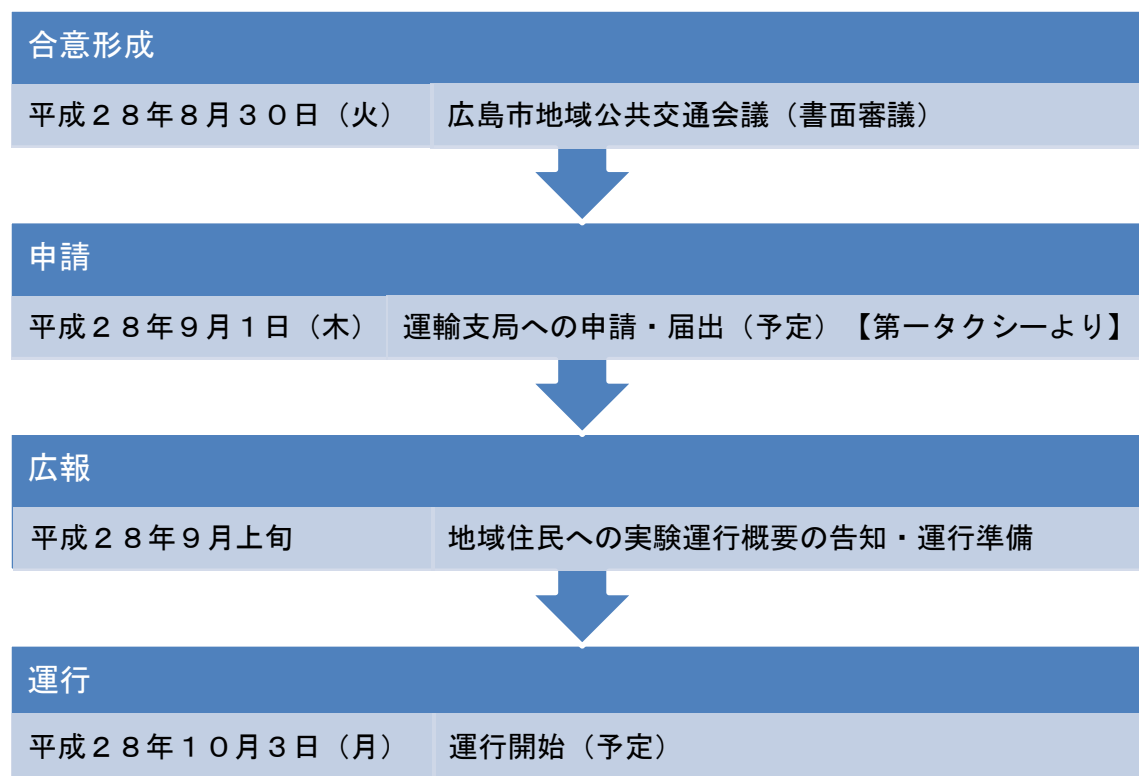 合意形成
平成２８年８月３０日（火） 広島市地域公共交通会議（書面審議）
申請
平成２８年９月１日（木） 運輸支局への申請・届出（予定）【第一タクシーより】
広報
平成２８年９月上旬 地域住民への実験運行概要の告知・運行準備
運行
平成２８年１０月３日（月） 運行開始（予定）